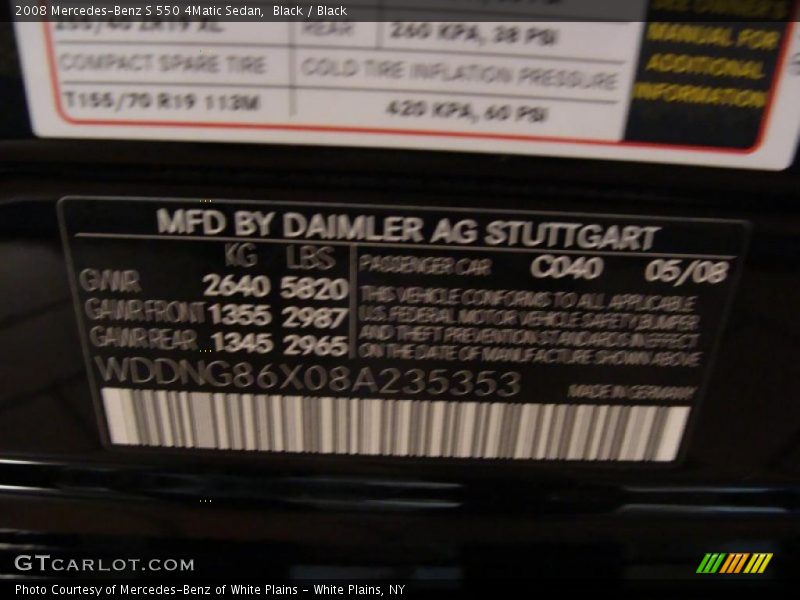 2008 Mercedes-Benz S 550 4Matic Sedan, Black / Black
REAR 260 KPA, 38 PSI
COMPACT SPARE TIRE COLD TIRE INFLATION PRESSURE
T155/70 R19 113M 420 KPA, 60 PSI
SEE OWNER'S
MANUAL FOR
ADDITIONAL
INFORMATION
MFD BY DAIMLER AG STUTTGART
KG LBS
GVWR 2640 5820
GAWR FRONT 1355 2987
GAWR REAR 1345 2965
PASSENGER CAR C040 05/08
THIS VEHICLE CONFORMS TO ALL APPLICABLE
U.S. FEDERAL MOTOR VEHICLE SAFETY BUMPER
AND THEFT PREVENTION STANDARDS IN EFFECT
ON THE DATE OF MANUFACTURE SHOWN ABOVE
WDDNG86X08A235353 MADE IN GERMANY
GTCARLOT.COM
Photo Courtesy of Mercedes-Benz of White Plains - White Plains, NY